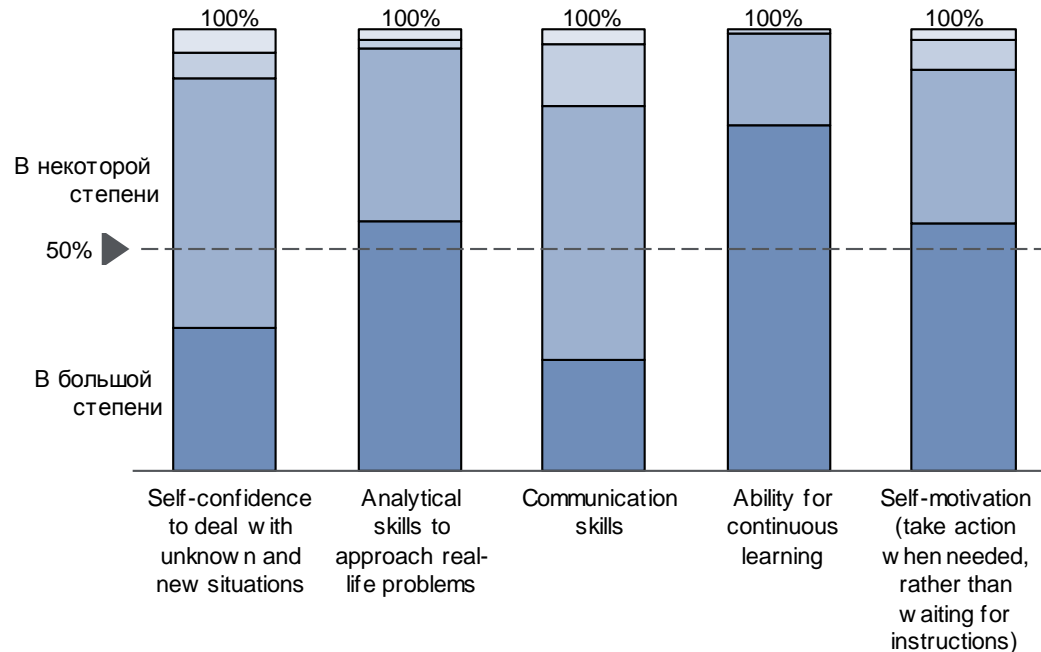 100%
100%
100%
100%
100%
В некоторой
степени
50%
В большой
степени
Self-confidence
to deal with
unknown and
new situations
Analytical
skills to
approach real-
life problems
Communication
skills
Ability for
continuous
learning
Self-motivation
(take action
when needed,
rather than
waiting for
instructions)